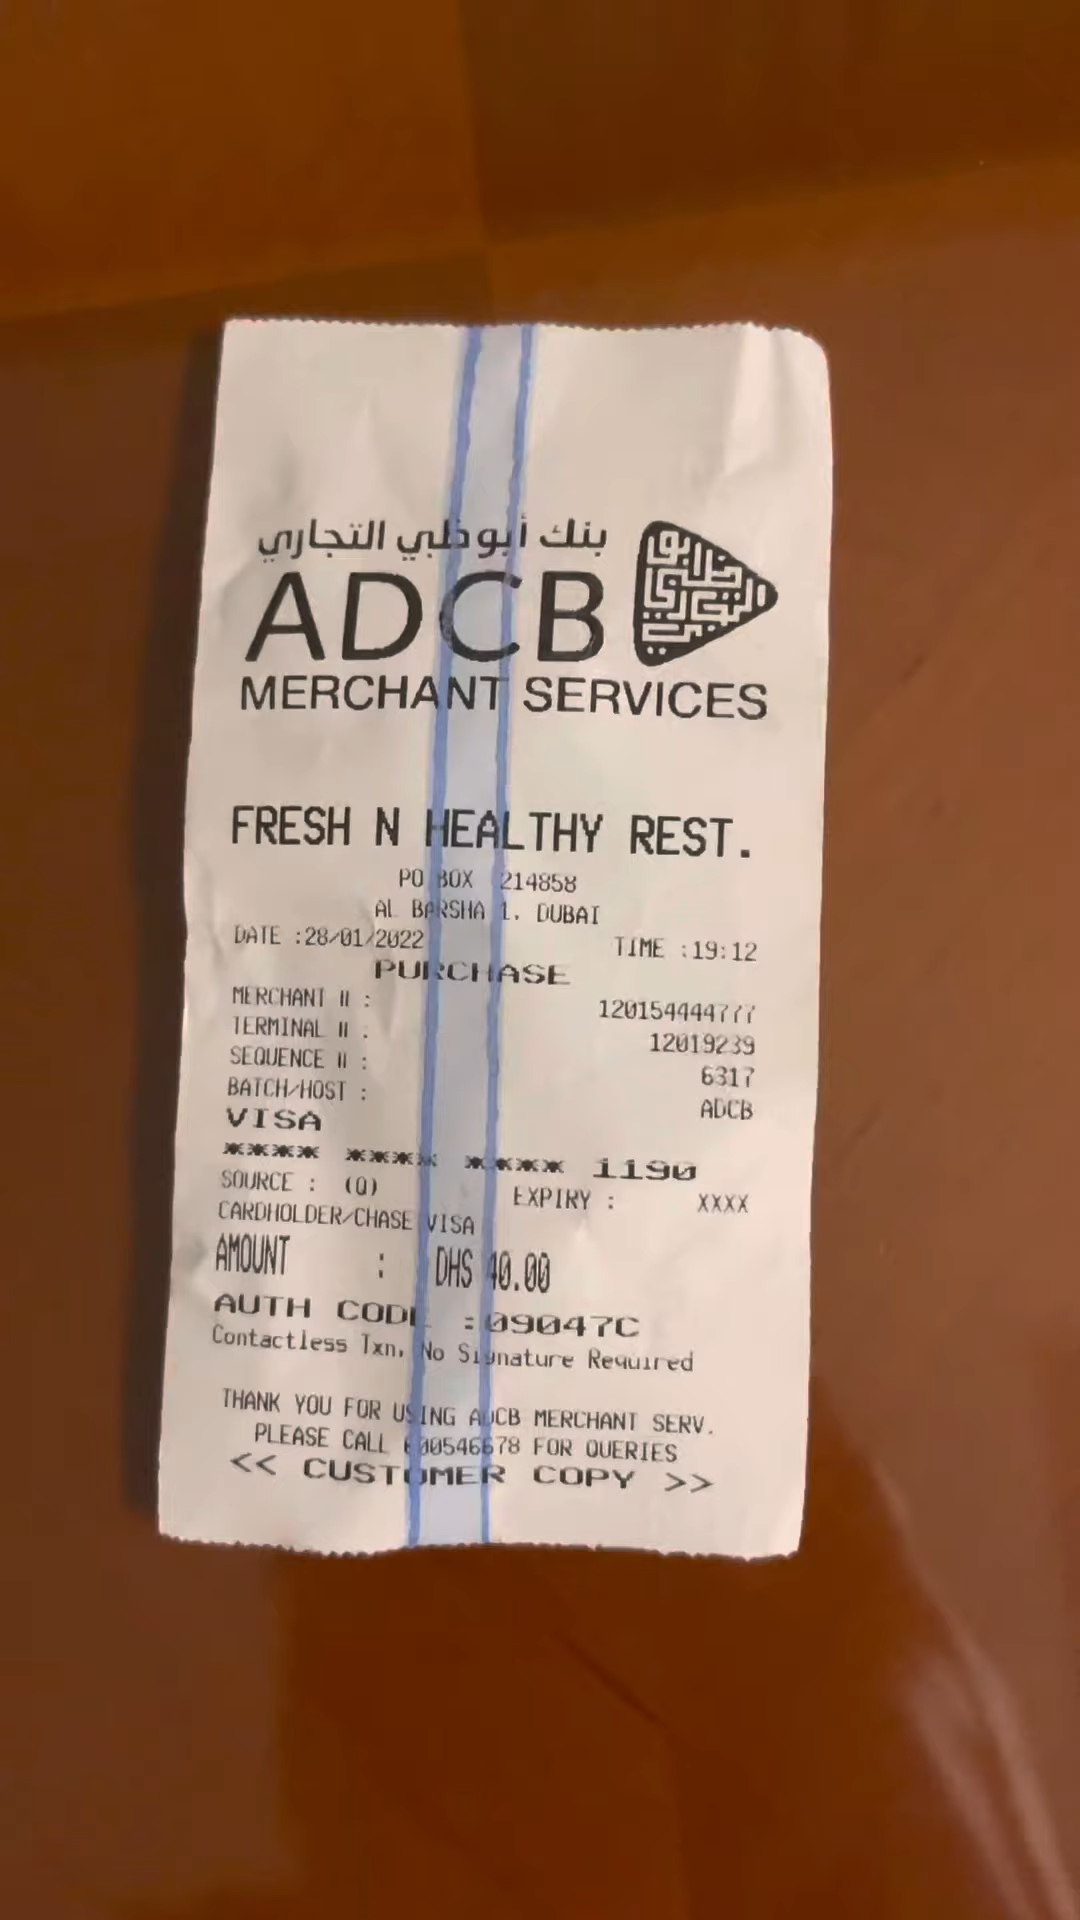 بنك أبوظبي التجاري
ADCB
MERCHANT SERVICES
FRESH N HEALTHY REST.
PO BOX 214858
AL BARSHA 1, DUBAI
DATE :28/01/2022 TIME :19:12
PURCHASE
MERCHANT # : 120154444777
TERMINAL # : 12019239
SEQUENCE # : 6317
BATCH/HOST : ADCB
VISA
**** **** **** 1190
SOURCE : (Q) EXPIRY : XXXX
CARDHOLDER/CHASE VISA
AMOUNT : DHS 40.00
AUTH CODE :09047C
Contactless Txn, No Signature Required
THANK YOU FOR USING ADCB MERCHANT SERV.
PLEASE CALL 600546678 FOR QUERIES
<< CUSTOMER COPY >>